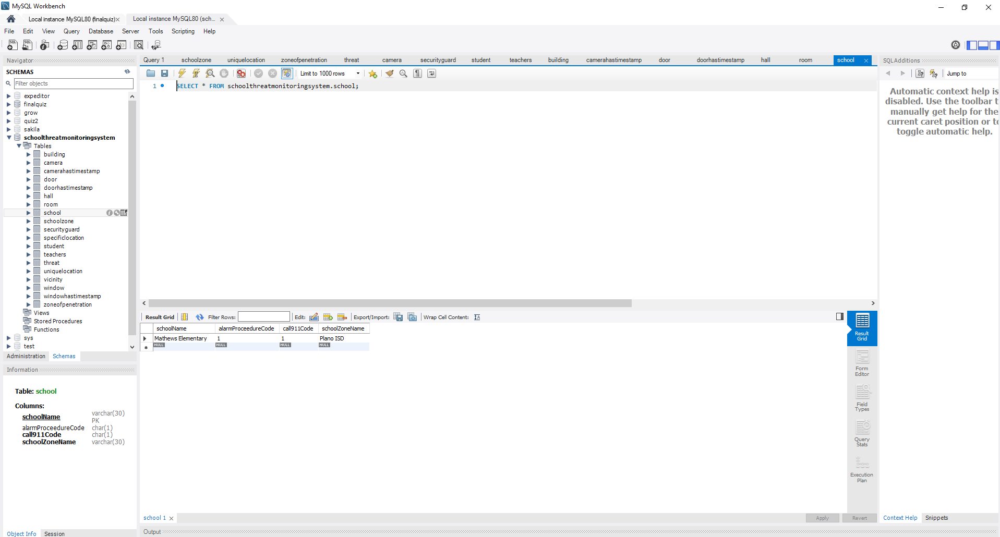 MySQL Workbench
Local instance MySQL80 (finalquiz)
Local instance MySQL80 (sch...
File Edit View Query Database Server Tools Scripting Help
Navigator
SCHEMAS
Filter objects
expeditor
finalquiz
grow
quiz2
sakila
schoolthreatmonitoringsystem
Tables
building
camera
camerahastimestamp
door
doorhastimestamp
hall
room
school
schoolzone
securityguard
specificlocation
student
teachers
threat
uniquelocation
vicinity
window
windowhastimestamp
zoneofpenetration
Views
Stored Procedures
Functions
sys
test
Administration Schemas
Information
Table: school
Columns:
schoolName varchar(30) PK
alarmProceedureCode char(1)
call911Code char(1)
schoolZoneName varchar(30)
Object Info Session
Query 1 schoolzone uniquelocation zoneofpenetration threat camera securityguard student teachers building camerahastimestamp door doorhastimestamp hall room school
Limit to 1000 rows
1 SELECT * FROM schoolthreatmonitoringsystem.school;
Result Grid Filter Rows: Edit: Export/Import: Wrap Cell Content:
schoolName alarmProceedureCode call911Code schoolZoneName
Mathews Elementary 1 1 Plano ISD
NULL NULL NULL NULL
Result Grid
Form Editor
Field Types
Query Stats
Execution Plan
school 1
Apply Revert
Output
SQLAdditions
Jump to
Automatic context help is
disabled. Use the toolbar t
manually get help for the
current caret position or to
toggle automatic help.
Context Help Snippets